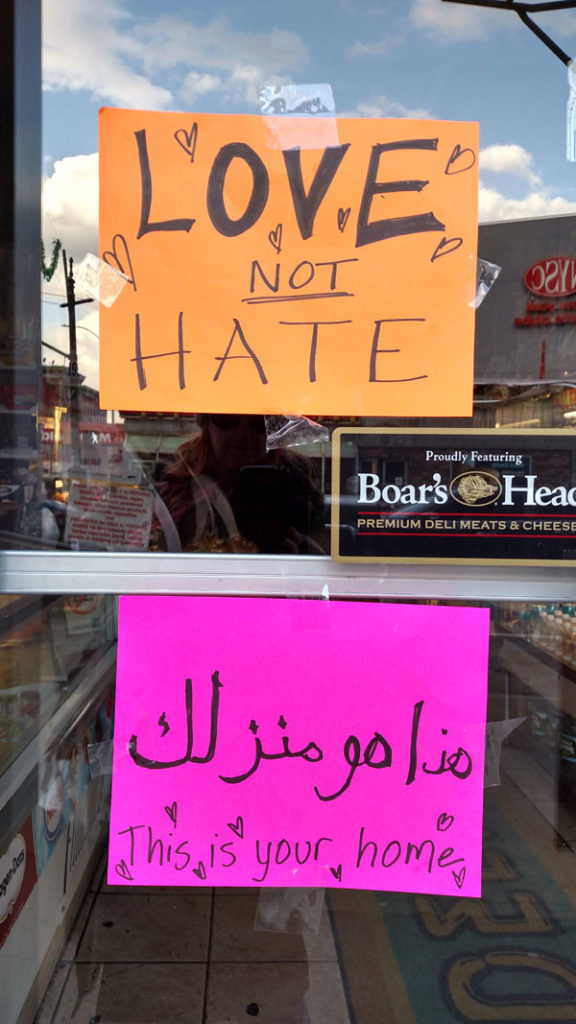 LOVE
NOT
HATE
Proudly Featuring
Boar's Head
PREMIUM DELI MEATS & CHEESE
هذا هو منزلك
This is your home